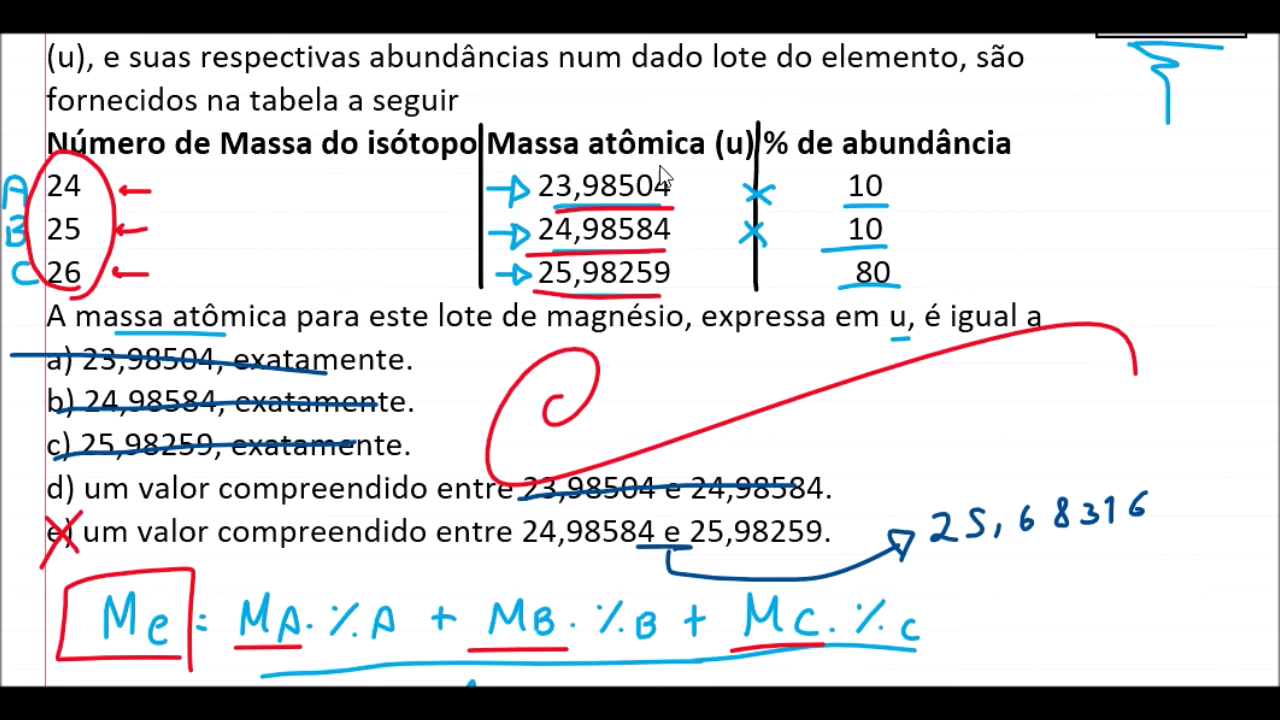 (u), e suas respectivas abundâncias num dado lote do elemento, são
fornecidos na tabela a seguir
Número de Massa do isótopo Massa atômica (u) % de abundância
A 24 23,98504 10
B 25 24,98584 10
C 26 25,98259 80
A massa atômica para este lote de magnésio, expressa em u, é igual a
a) 23,98504, exatamente.
b) 24,98584, exatamente.
c) 25,98259, exatamente.
d) um valor compreendido entre 23,98504 e 24,98584.
e) um valor compreendido entre 24,98584 e 25,98259.
25,68316
Me = MA.%A + MB.%B + MC.%C